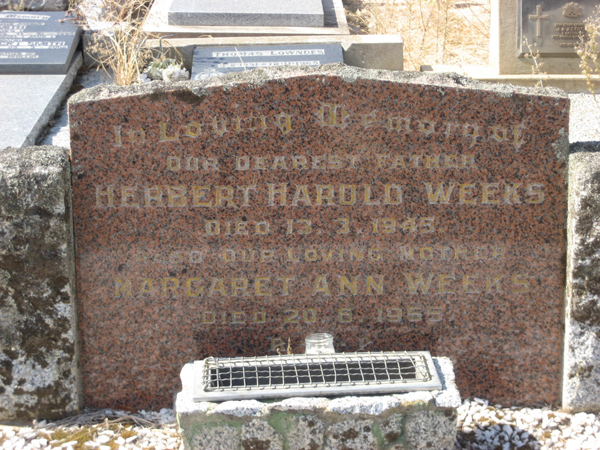 THOMAS LOWNDES
In Loving Memory of
OUR DEAREST FATHER
HERBERT HAROLD WEEKS
DIED 13. 3. 1945
ALSO OUR LOVING MOTHER
MARGARET ANN WEEKS
DIED 20. 6. 1965